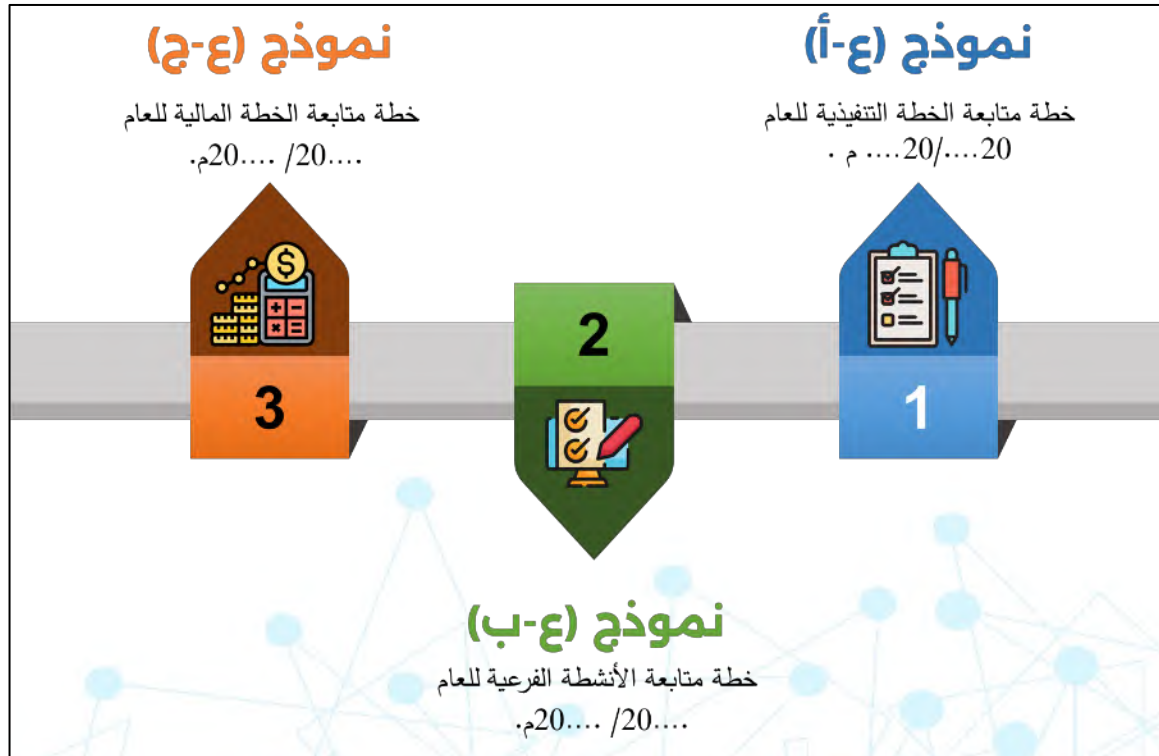 نموذج (ع-أ)
خطة متابعة الخطة التنفيذية للعام
20..../20.... م .
1
2
نموذج (ع-ب)
خطة متابعة الأنشطة الفرعية للعام
....20/ ....20م.
نموذج (ع-ج)
خطة متابعة الخطة المالية للعام
....20/ ....20م.
3